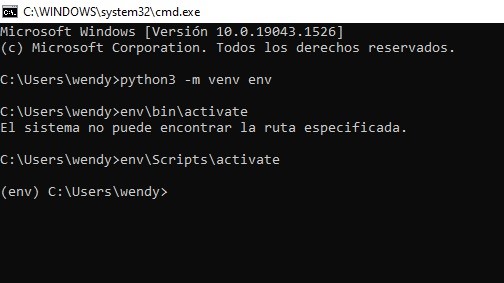 C:\WINDOWS\system32\cmd.exe
Microsoft Windows [Versión 10.0.19043.1526]
(c) Microsoft Corporation. Todos los derechos reservados.
C:\Users\wendy>python3 -m venv env
C:\Users\wendy>env\bin\activate
El sistema no puede encontrar la ruta especificada.
C:\Users\wendy>env\Scripts\activate
(env) C:\Users\wendy>